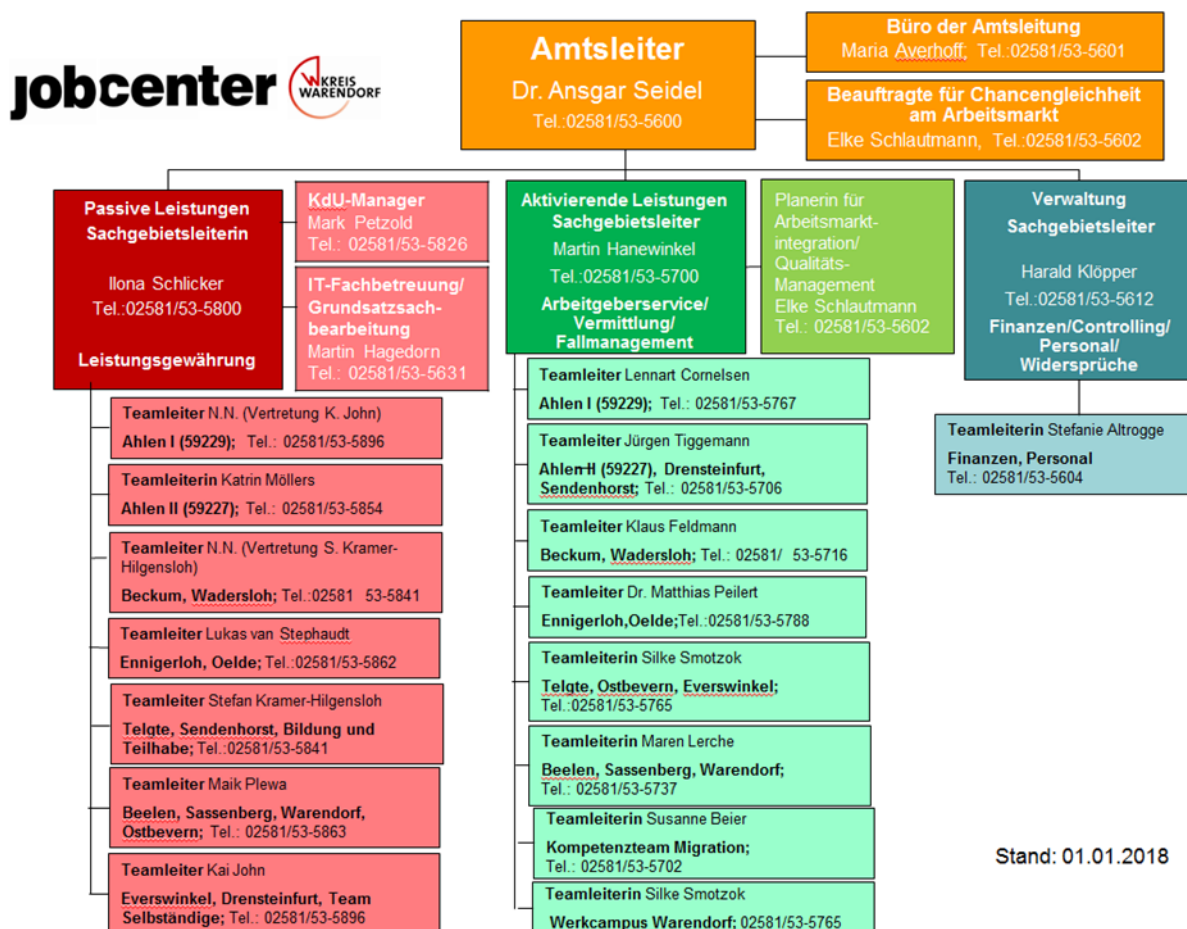 jobcenter
KREIS
WARENDORF
Amtsleiter
Dr. Ansgar Seidel
Tel.:02581/53-5600
Büro der Amtsleitung
Maria Averhoff; Tel.:02581/53-5601
Beauftragte für Chancengleichheit
am Arbeitsmarkt
Elke Schlautmann, Tel.:02581/53-5602
Passive Leistungen
Sachgebietsleiterin
Ilona Schlicker
Tel.:02581/53-5800
Leistungsgewährung
KdU-Manager
Mark Petzold
Tel.: 02581/53-5826
IT-Fachbetreuung/
Grundsatzsach-
bearbeitung
Martin Hagedorn
Tel.: 02581/53-5631
Teamleiter N.N. (Vertretung K. John)
Ahlen I (59229); Tel.: 02581/53-5896
Teamleiterin Katrin Möllers
Ahlen II (59227); Tel.: 02581/53-5854
Teamleiter N.N. (Vertretung S. Kramer-
Hilgensloh)
Beckum, Wadersloh; Tel.:02581 53-5841
Teamleiter Lukas van Stephaudt
Ennigerloh, Oelde; Tel.:02581/53-5862
Teamleiter Stefan Kramer-Hilgensloh
Telgte, Sendenhorst, Bildung und
Teilhabe; Tel.:02581/53-5841
Teamleiter Maik Plewa
Beelen, Sassenberg, Warendorf,
Ostbevern; Tel.: 02581/53-5863
Teamleiter Kai John
Everswinkel, Drensteinfurt, Team
Selbständige; Tel.: 02581/53-5896
Aktivierende Leistungen
Sachgebietsleiter
Martin Hanewinkel
Tel.:02581/53-5700
Arbeitgeberservice/
Vermittlung/
Fallmanagement
Planerin für
Arbeitsmarkt-
integration/
Qualitäts-
Management
Elke Schlautmann
Tel.: 02581/53-5602
Teamleiter Lennart Cornelsen
Ahlen I (59229); Tel.: 02581/53-5767
Teamleiter Jürgen Tiggemann
Ahlen II (59227), Drensteinfurt,
Sendenhorst; Tel.: 02581/53-5706
Teamleiter Klaus Feldmann
Beckum, Wadersloh; Tel.: 02581/ 53-5716
Teamleiter Dr. Matthias Peilert
Ennigerloh,Oelde;Tel.:02581/53-5788
Teamleiterin Silke Smotzok
Telgte, Ostbevern, Everswinkel;
Tel.:02581/53-5765
Teamleiterin Maren Lerche
Beelen, Sassenberg, Warendorf;
Tel.: 02581/53-5737
Teamleiterin Susanne Beier
Kompetenzteam Migration;
Tel.: 02581/53-5702
Teamleiterin Silke Smotzok
Werkcampus Warendorf; 02581/53-5765
Verwaltung
Sachgebietsleiter
Harald Klöpper
Tel.:02581/53-5612
Finanzen/Controlling/
Personal/
Widersprüche
Teamleiterin Stefanie Altrogge
Finanzen, Personal
Tel.: 02581/53-5604
Stand: 01.01.2018